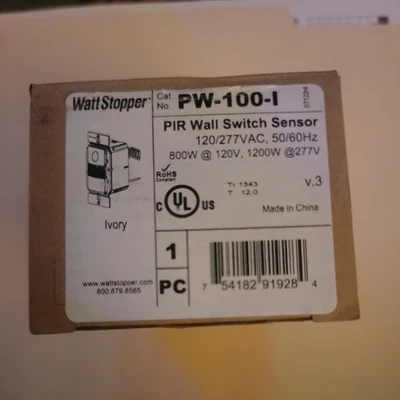 WattStopper®
Cat. No. PW-100-I
071224
PIR Wall Switch Sensor
120/277VAC, 50/60Hz
800W @ 120V, 1200W @277V
RoHS
Compliant
Tr 1343
T 12.0
v.3
C UL US
Made in China
Ivory
www.wattstopper.com
800.879.8585
1
PC
7 54182 91928 4